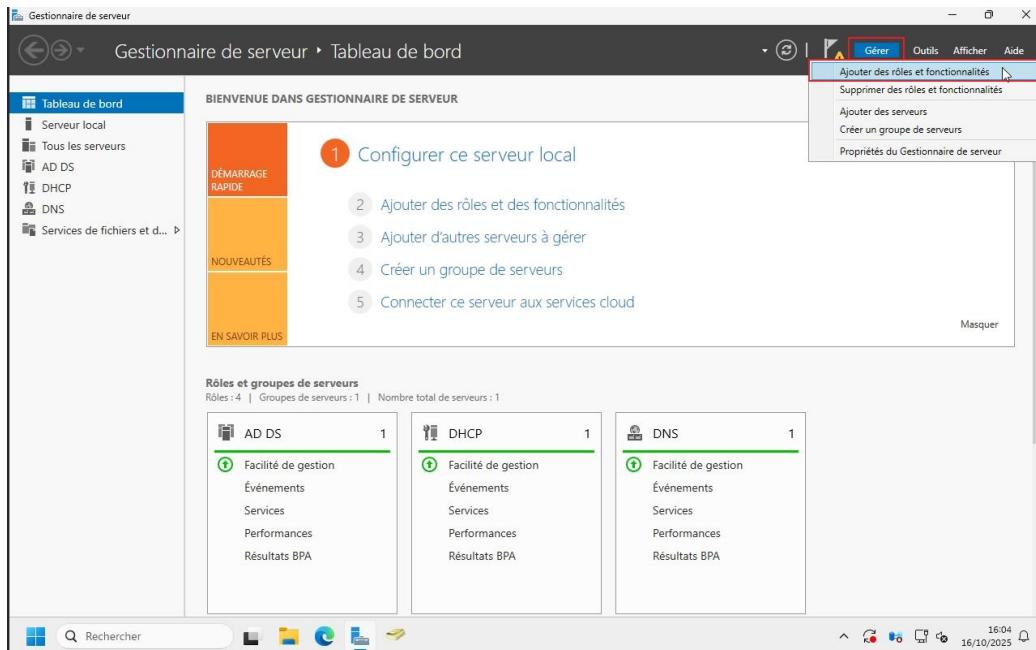 Gestionnaire de serveur
Gestionnaire de serveur ‣ Tableau de bord
Gérer Outils Afficher Aide
Ajouter des rôles et fonctionnalités
Supprimer des rôles et fonctionnalités
Ajouter des serveurs
Créer un groupe de serveurs
Propriétés du Gestionnaire de serveur
Tableau de bord
Serveur local
Tous les serveurs
AD DS
DHCP
DNS
Services de fichiers et d...
BIENVENUE DANS GESTIONNAIRE DE SERVEUR
DÉMARRAGE
RAPIDE
NOUVEAUTÉS
EN SAVOIR PLUS
1 Configurer ce serveur local
2 Ajouter des rôles et des fonctionnalités
3 Ajouter d'autres serveurs à gérer
4 Créer un groupe de serveurs
5 Connecter ce serveur aux services cloud
Masquer
Rôles et groupes de serveurs
Rôles : 4 | Groupes de serveurs : 1 | Nombre total de serveurs : 1
AD DS 1
Facilité de gestion
Événements
Services
Performances
Résultats BPA
DHCP 1
Facilité de gestion
Événements
Services
Performances
Résultats BPA
DNS 1
Facilité de gestion
Événements
Services
Performances
Résultats BPA
Rechercher
16:04
16/10/2025